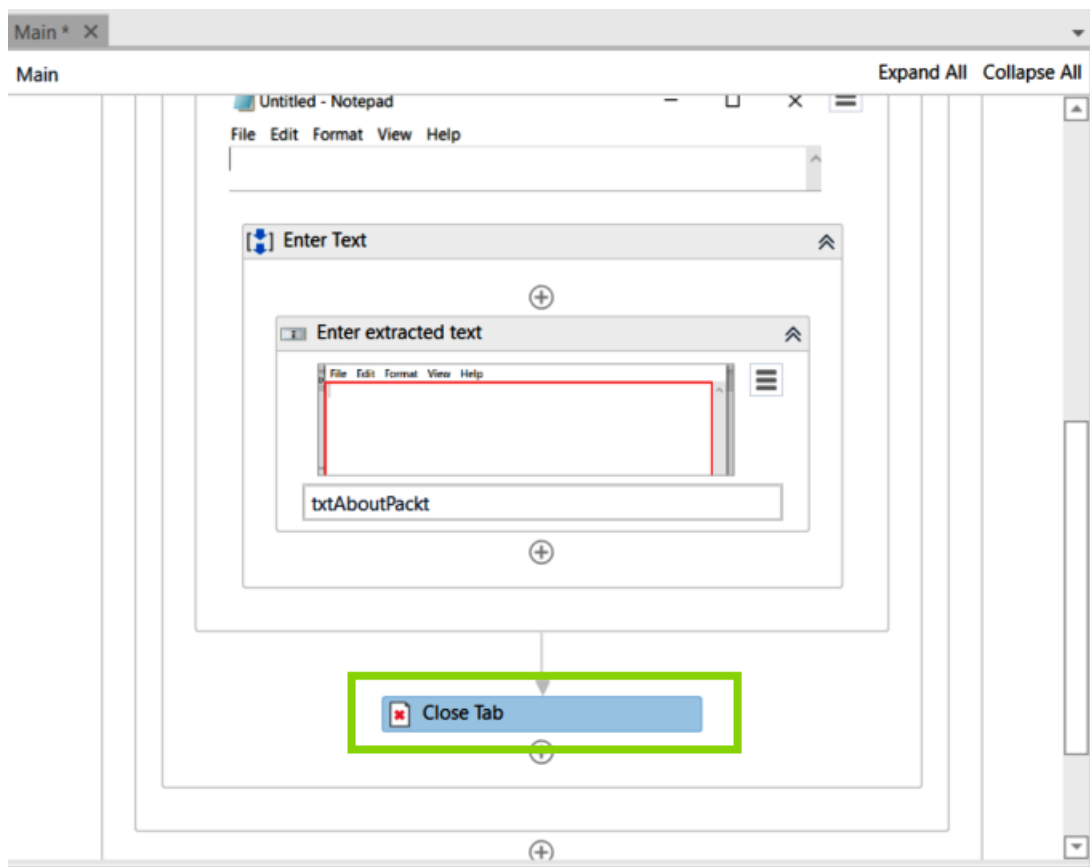 Main *
Main Expand All Collapse All
Untitled - Notepad
File Edit Format View Help
Enter Text
Enter extracted text
File Edit Format View Help
txtAboutPackt
Close Tab